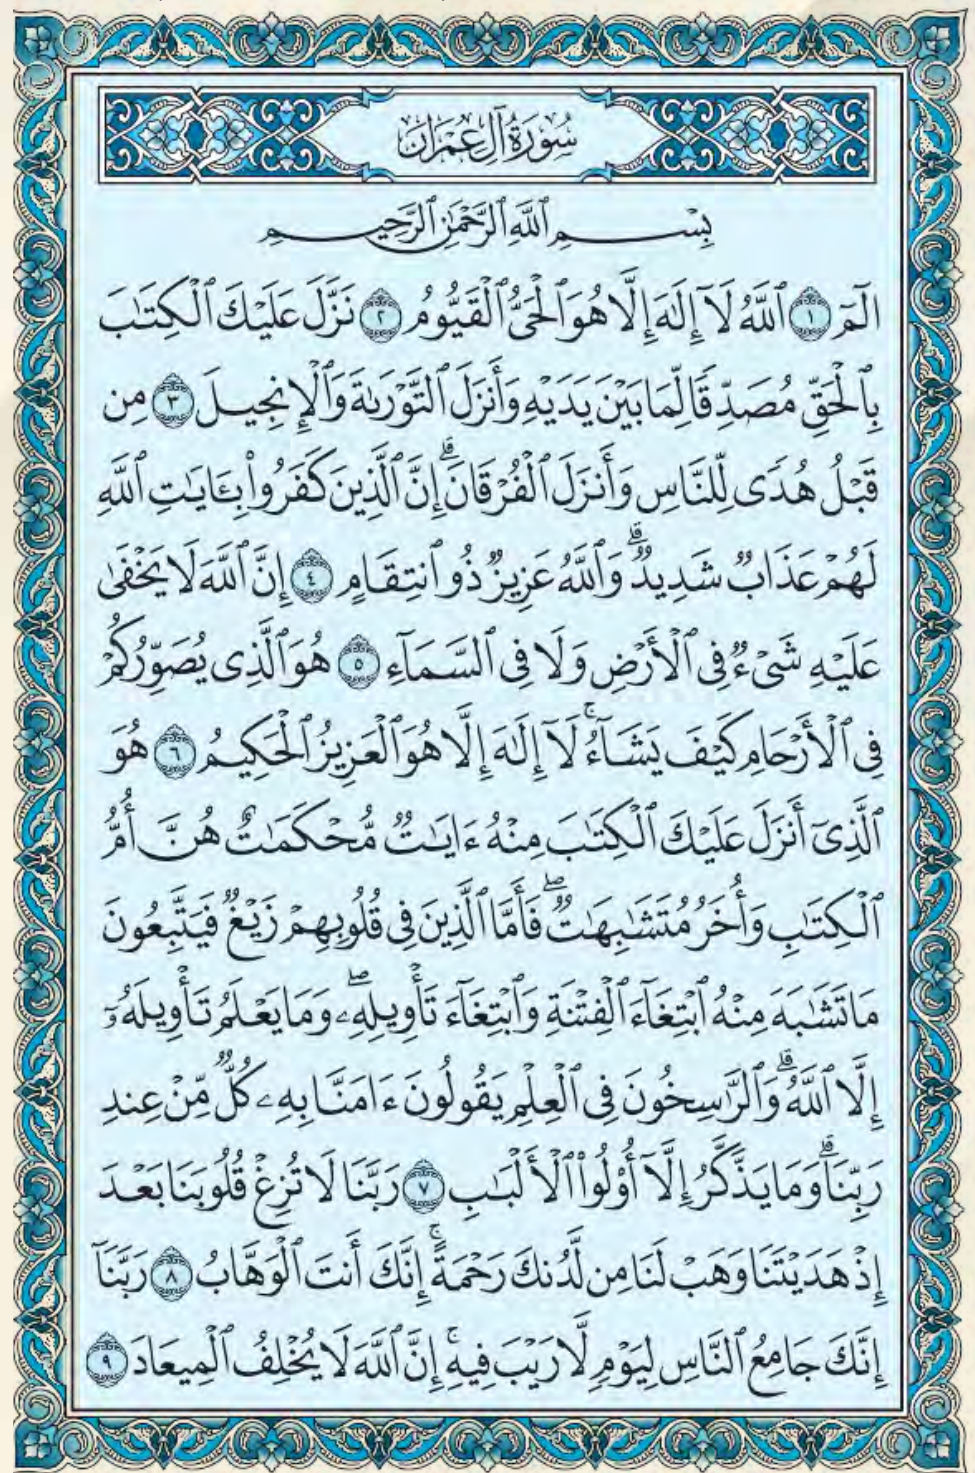 سُورَةُ آلِ عِمْرَانَ
بِسْمِ ٱللَّهِ ٱلرَّحْمَٰنِ ٱلرَّحِيمِ
الٓمٓ ١ ٱللَّهُ لَآ إِلَٰهَ إِلَّا هُوَ ٱلْحَىُّ ٱلْقَيُّومُ ٢ نَزَّلَ عَلَيْكَ ٱلْكِتَٰبَ
بِٱلْحَقِّ مُصَدِّقًا لِّمَا بَيْنَ يَدَيْهِ وَأَنزَلَ ٱلتَّوْرَىٰةَ وَٱلْإِنجِيلَ ٣ مِن
قَبْلُ هُدًى لِّلنَّاسِ وَأَنزَلَ ٱلْفُرْقَانَ ۗ إِنَّ ٱلَّذِينَ كَفَرُوا۟ بِـَٔايَٰتِ ٱللَّهِ
لَهُمْ عَذَابٌ شَدِيدٌ ۗ وَٱللَّهُ عَزِيزٌ ذُو ٱنتِقَامٍ ٤ إِنَّ ٱللَّهَ لَا يَخْفَىٰ
عَلَيْهِ شَىْءٌ فِى ٱلْأَرْضِ وَلَا فِى ٱلسَّمَآءِ ٥ هُوَ ٱلَّذِى يُصَوِّرُكُمْ
فِى ٱلْأَرْحَامِ كَيْفَ يَشَآءُ ۚ لَآ إِلَٰهَ إِلَّا هُوَ ٱلْعَزِيزُ ٱلْحَكِيمُ ٦ هُوَ
ٱلَّذِىٓ أَنزَلَ عَلَيْكَ ٱلْكِتَٰبَ مِنْهُ ءَايَٰتٌ مُّحْكَمَٰتٌ هُنَّ أُمُّ
ٱلْكِتَٰبِ وَأُخَرُ مُتَشَٰبِهَٰتٌ ۖ فَأَمَّا ٱلَّذِينَ فِى قُلُوبِهِمْ زَيْغٌ فَيَتَّبِعُونَ
مَا تَشَٰبَهَ مِنْهُ ٱبْتِغَآءَ ٱلْفِتْنَةِ وَٱبْتِغَآءَ تَأْوِيلِهِۦ ۖ وَمَا يَعْلَمُ تَأْوِيلَهُۥٓ
إِلَّا ٱللَّهُ ۗ وَٱلرَّٰسِخُونَ فِى ٱلْعِلْمِ يَقُولُونَ ءَامَنَّا بِهِۦ كُلٌّ مِّنْ عِندِ
رَبِّنَا ۗ وَمَا يَذَّكَّرُ إِلَّآ أُو۟لُوا۟ ٱلْأَلْبَٰبِ ٧ رَبَّنَا لَا تُزِغْ قُلُوبَنَا بَعْدَ
إِذْ هَدَيْتَنَا وَهَبْ لَنَا مِن لَّدُنكَ رَحْمَةً ۚ إِنَّكَ أَنتَ ٱلْوَهَّابُ ٨ رَبَّنَآ
إِنَّكَ جَامِعُ ٱلنَّاسِ لِيَوْمٍ لَّا رَيْبَ فِيهِ ۚ إِنَّ ٱللَّهَ لَا يُخْلِفُ ٱلْمِيعَادَ ٩